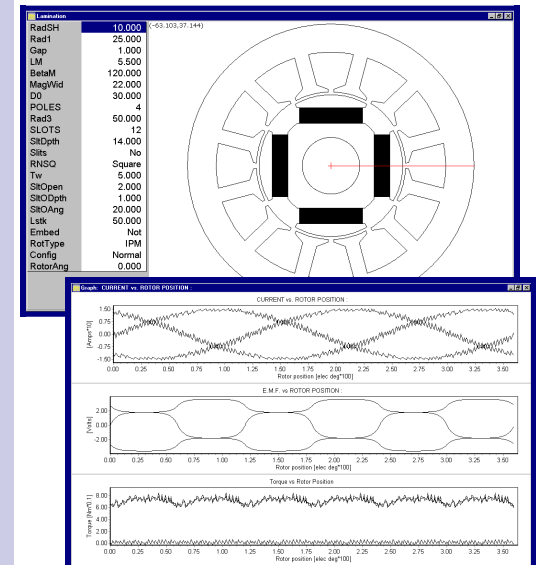 Lamination
RadSH 10.000
(-63.103,37.144)
Rad1 25.000
Gap 1.000
LM 5.500
BetaM 120.000
MagWid 22.000
D0 30.000
POLES 4
Rad3 50.000
SLOTS 12
SltDpth 14.000
Slits No
RNSQ Square
Tw 5.000
SltOpen 2.000
SltODpth 1.000
SltOAng 20.000
Lstk 50.000
Embed Not
RotType IPM
Config Normal
RotorAng 0.000
Graph: CURRENT vs. ROTOR POSITION :
CURRENT vs. ROTOR POSITION :
[Amps*10]
1.50
0.75
0.00
-0.75
-1.50
0.00 0.25 0.50 0.75 1.00 1.25 1.50 1.75 2.00 2.25 2.50 2.75 3.00 3.25 3.50
Rotor position [elec deg*100]
E.M.F. vs ROTOR POSITION :
[Volts]
2.00
0.00
-2.00
0.00 0.25 0.50 0.75 1.00 1.25 1.50 1.75 2.00 2.25 2.50 2.75 3.00 3.25 3.50
Rotor position [elec deg*100]
Torque vs Rotor Position
Torque [Nm*0.1]
8.00
6.00
4.00
2.00
0.00
0.00 0.25 0.50 0.75 1.00 1.25 1.50 1.75 2.00 2.25 2.50 2.75 3.00 3.25 3.50
Rotor position [elec deg*100]